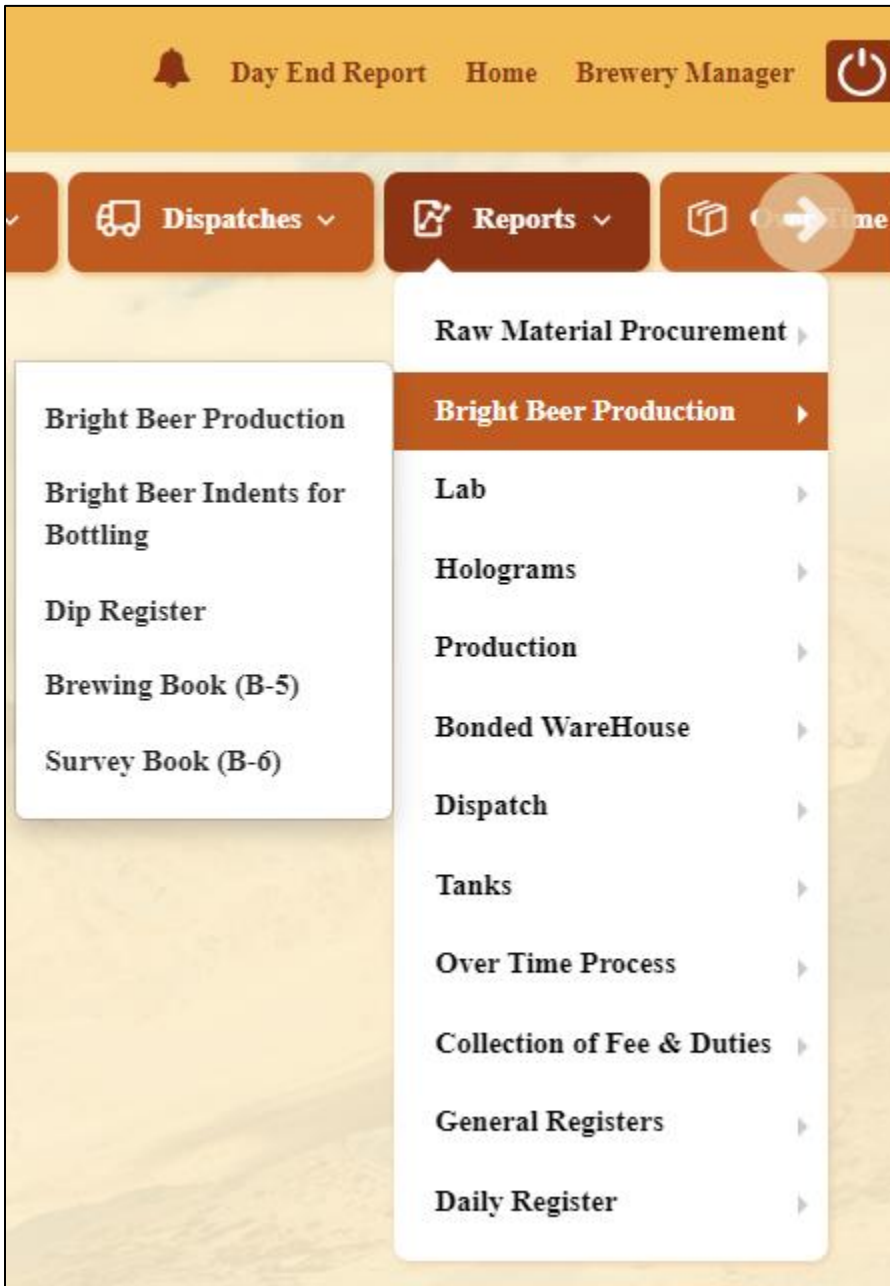 Day End Report Home Brewery Manager
Dispatches Reports
Raw Material Procurement
Bright Beer Production
Lab
Holograms
Production
Bonded WareHouse
Dispatch
Tanks
Over Time Process
Collection of Fee & Duties
General Registers
Daily Register
Bright Beer Production
Bright Beer Indents for
Bottling
Dip Register
Brewing Book (B-5)
Survey Book (B-6)